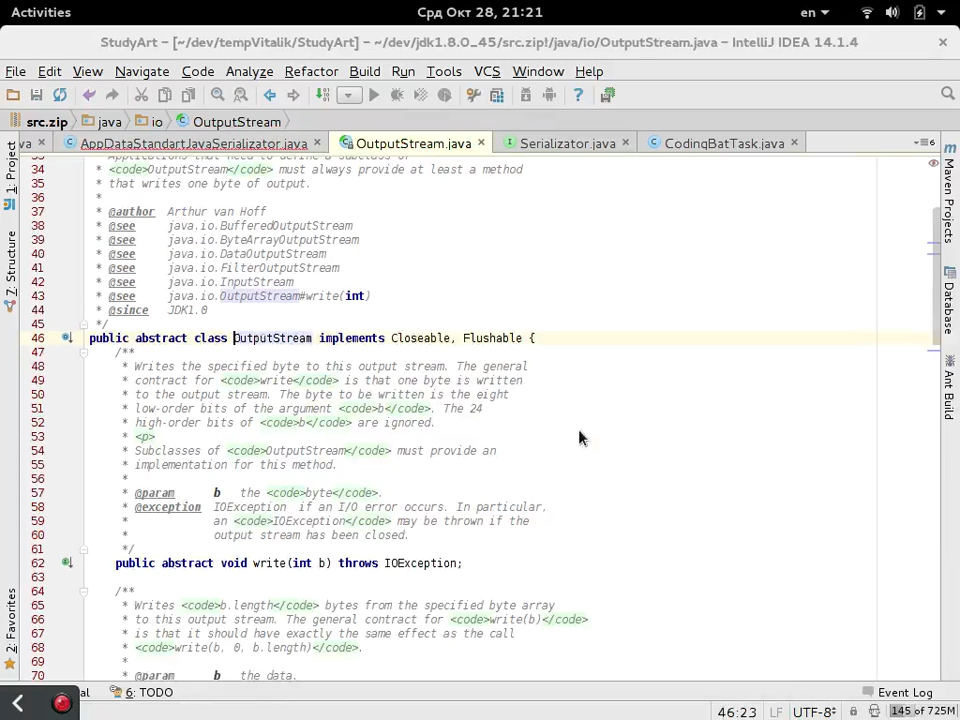 Activities
Срд Окт 28, 21:21
en
StudyArt – [~/dev/tempVitalik/StudyArt] – ~/dev/jdk1.8.0_45/src.zip!/java/io/OutputStream.java – IntelliJ IDEA 14.1.4
File Edit View Navigate Code Analyze Refactor Build Run Tools VCS Window Help
src.zip java io OutputStream
AppDataStandartJavaSerializator.java OutputStream.java Serializator.java CodingBatTask.java 6
34 * <code>OutputStream</code> must always provide at least a method
35 * that writes one byte of output.
36 *
37 * @author Arthur van Hoff
38 * @see java.io.BufferedOutputStream
39 * @see java.io.ByteArrayOutputStream
40 * @see java.io.DataOutputStream
41 * @see java.io.FilterOutputStream
42 * @see java.io.InputStream
43 * @see java.io.OutputStream#write(int)
44 * @since JDK1.0
45 */
46 public abstract class OutputStream implements Closeable, Flushable {
47 /**
48 * Writes the specified byte to this output stream. The general
49 * contract for <code>write</code> is that one byte is written
50 * to the output stream. The byte to be written is the eight
51 * low-order bits of the argument <code>b</code>. The 24
52 * high-order bits of <code>b</code> are ignored.
53 * <p>
54 * Subclasses of <code>OutputStream</code> must provide an
55 * implementation for this method.
56 *
57 * @param b the <code>byte</code>.
58 * @exception IOException if an I/O error occurs. In particular,
59 * an <code>IOException</code> may be thrown if the
60 * output stream has been closed.
61 */
62 public abstract void write(int b) throws IOException;
63
64 /**
65 * Writes <code>b.length</code> bytes from the specified byte array
66 * to this output stream. The general contract for <code>write(b)</code>
67 * is that it should have exactly the same effect as the call
68 * <code>write(b, 0, b.length)</code>.
69 *
70 * @param b the data.
1: Project
7: Structure
2: Favorites
Maven Projects
Database
Ant Build
6: TODO
Event Log
46:23 LF UTF-8 145 of 725M